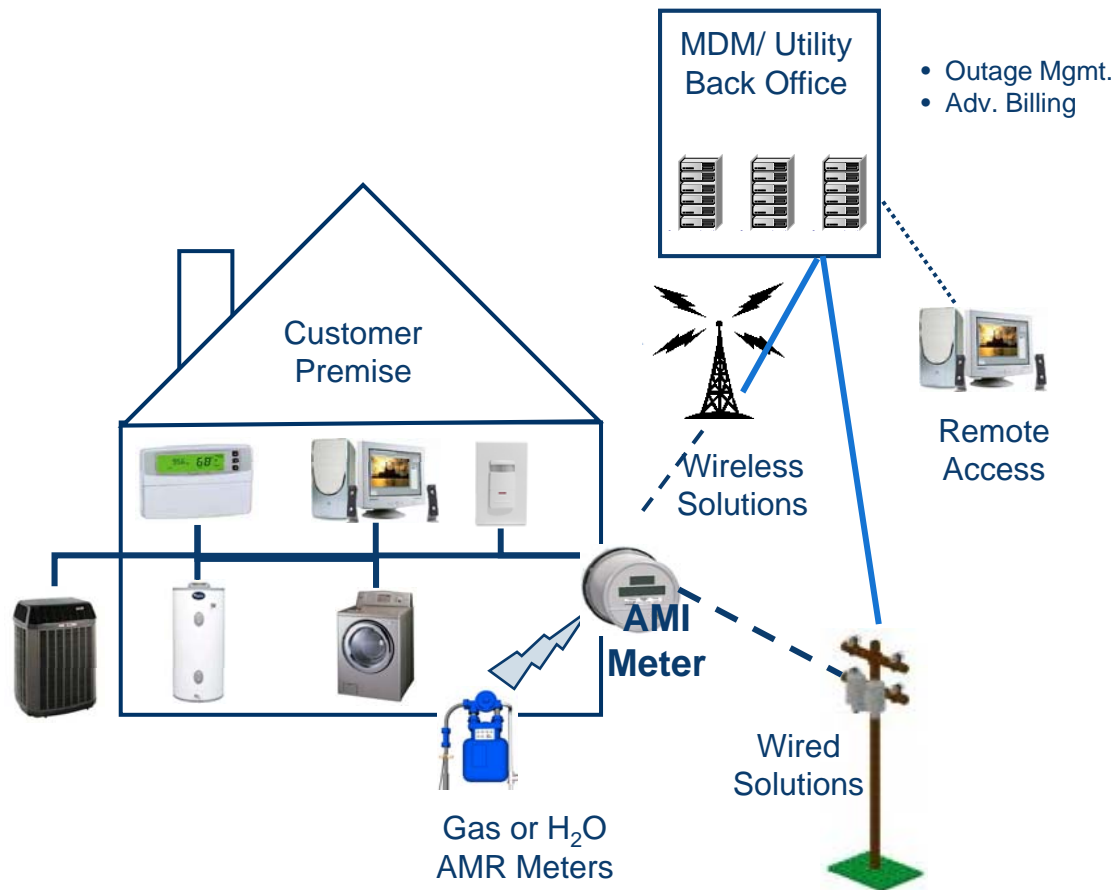 MDM/ Utility
Back Office
• Outage Mgmt.
• Adv. Billing
Customer
Premise
68
Wireless
Solutions
Remote
Access
AMI
Meter
Wired
Solutions
Gas or H₂O
AMR Meters